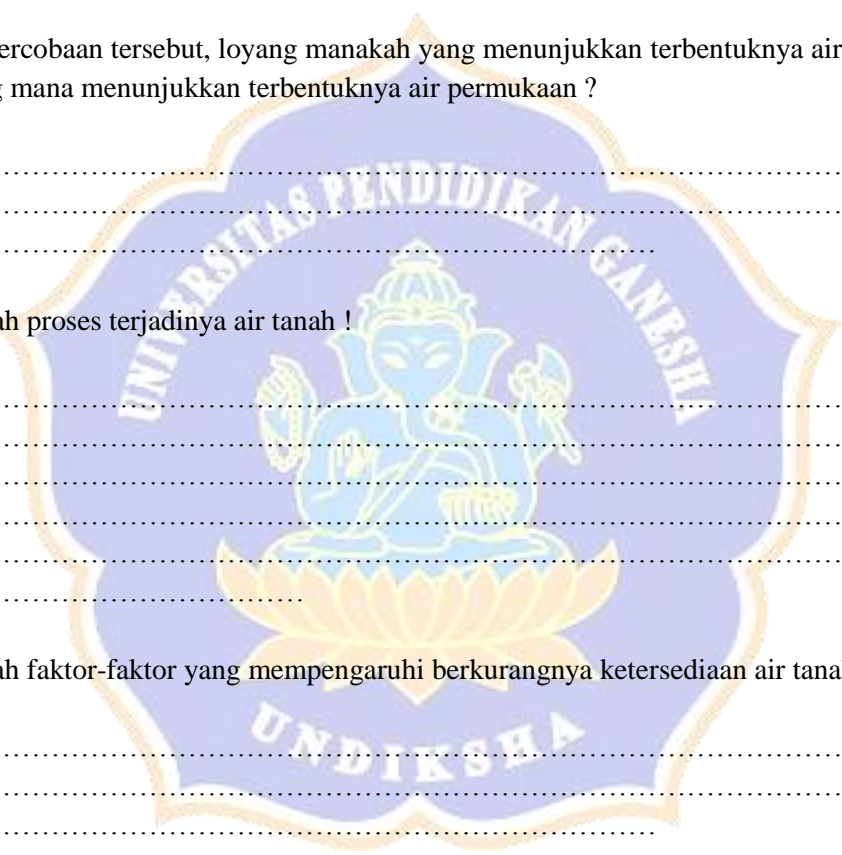 ercobaan tersebut, loyang manakah yang menunjukkan terbentuknya air
mana menunjukkan terbentuknya air permukaan ?
……………………………………………………………………………
……………………………………………………………………………
…………………………………………………………
UNIVERSITAS PENDIDIKAN GANESHA
ah proses terjadinya air tanah !
……………………………………………………………………………
……………………………………………………………………………
……………………………………………………………………………
……………………………………………………………………………
……………………………………………………………………………
…………………………
ah faktor-faktor yang mempengaruhi berkurangnya ketersediaan air tana
UNDIKSHA
……………………………………………………………………………
……………………………………………………………………………
…………………………………………………………